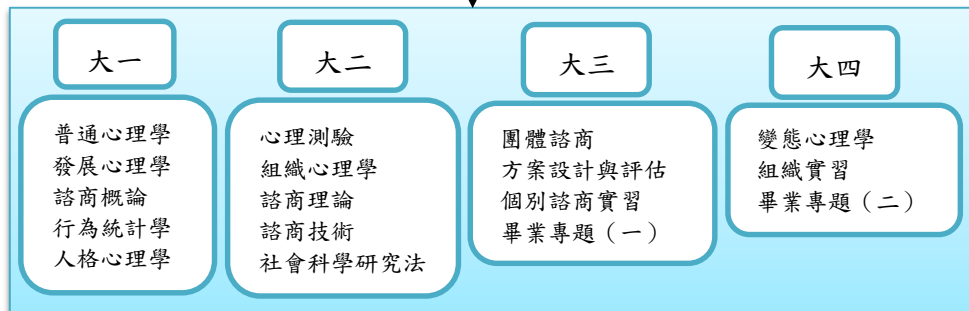 大一
普通心理學
發展心理學
諮商概論
行為統計學
人格心理學
大二
心理測驗
組織心理學
諮商理論
諮商技術
社會科學研究法
大三
團體諮商
方案設計與評估
個別諮商實習
畢業專題（一）
大四
變態心理學
組織實習
畢業專題（二）